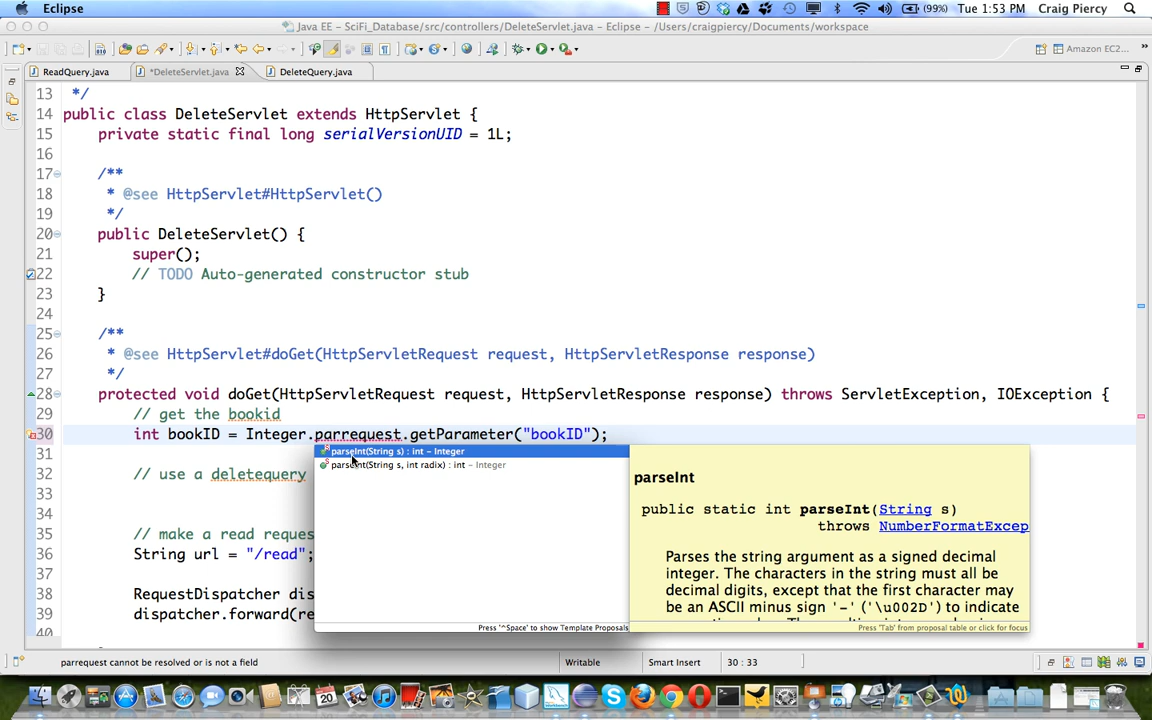 Eclipse (99%) Tue 1:53 PM Craig Piercy
Java EE - SciFi_Database/src/controllers/DeleteServlet.java - Eclipse - /Users/craigpiercy/Documents/workspace
Amazon EC2...
ReadQuery.java *DeleteServlet.java DeleteQuery.java
13 */
14 public class DeleteServlet extends HttpServlet {
15 private static final long serialVersionUID = 1L;
16
17 /**
18 * @see HttpServlet#HttpServlet()
19 */
20 public DeleteServlet() {
21 super();
22 // TODO Auto-generated constructor stub
23 }
24
25 /**
26 * @see HttpServlet#doGet(HttpServletRequest request, HttpServletResponse response)
27 */
28 protected void doGet(HttpServletRequest request, HttpServletResponse response) throws ServletException, IOException {
29 // get the bookid
30 int bookID = Integer.parrequest.getParameter("bookID");
31
32 // use a deletequery
33
34
35 // make a read reques
36 String url = "/read";
37
38 RequestDispatcher dis
39 dispatcher.forward(re
40
parseInt(String s) : int - Integer
parseInt(String s, int radix) : int - Integer
Press '^Space' to show Template Proposals
parseInt
public static int parseInt(String s)
throws NumberFormatExcep
Parses the string argument as a signed decimal
integer. The characters in the string must all be
decimal digits, except that the first character may
be an ASCII minus sign '-' ('\u002D') to indicate
Press 'Tab' from proposal table or click for focus
parrequest cannot be resolved or is not a field Writable Smart Insert 30 : 33